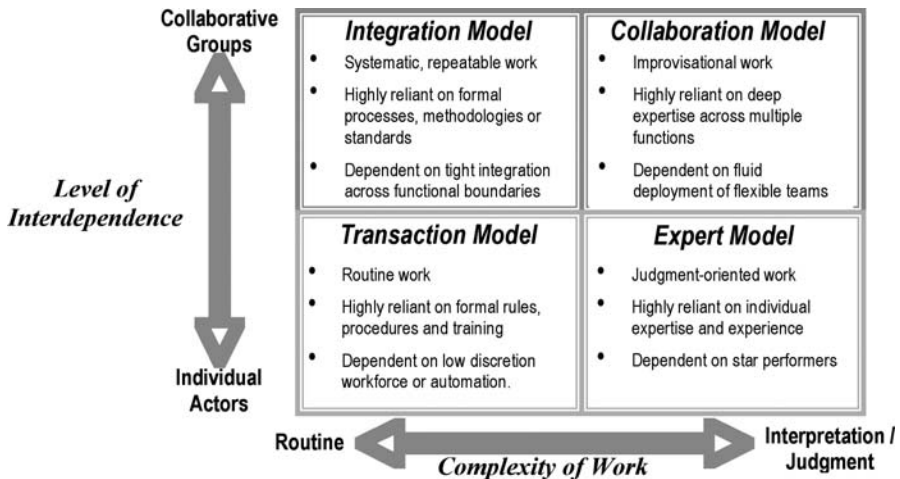 Collaborative
Groups
Level of
Interdependence
Individual
Actors
Integration Model
• Systematic, repeatable work
• Highly reliant on formal
processes, methodologies or
standards
• Dependent on tight integration
across functional boundaries
Collaboration Model
• Improvisational work
• Highly reliant on deep
expertise across multiple
functions
• Dependent on fluid
deployment of flexible teams
Transaction Model
• Routine work
• Highly reliant on formal rules,
procedures and training
• Dependent on low discretion
workforce or automation.
Expert Model
• Judgment-oriented work
• Highly reliant on individual
expertise and experience
• Dependent on star performers
Routine
Complexity of Work
Interpretation /
Judgment